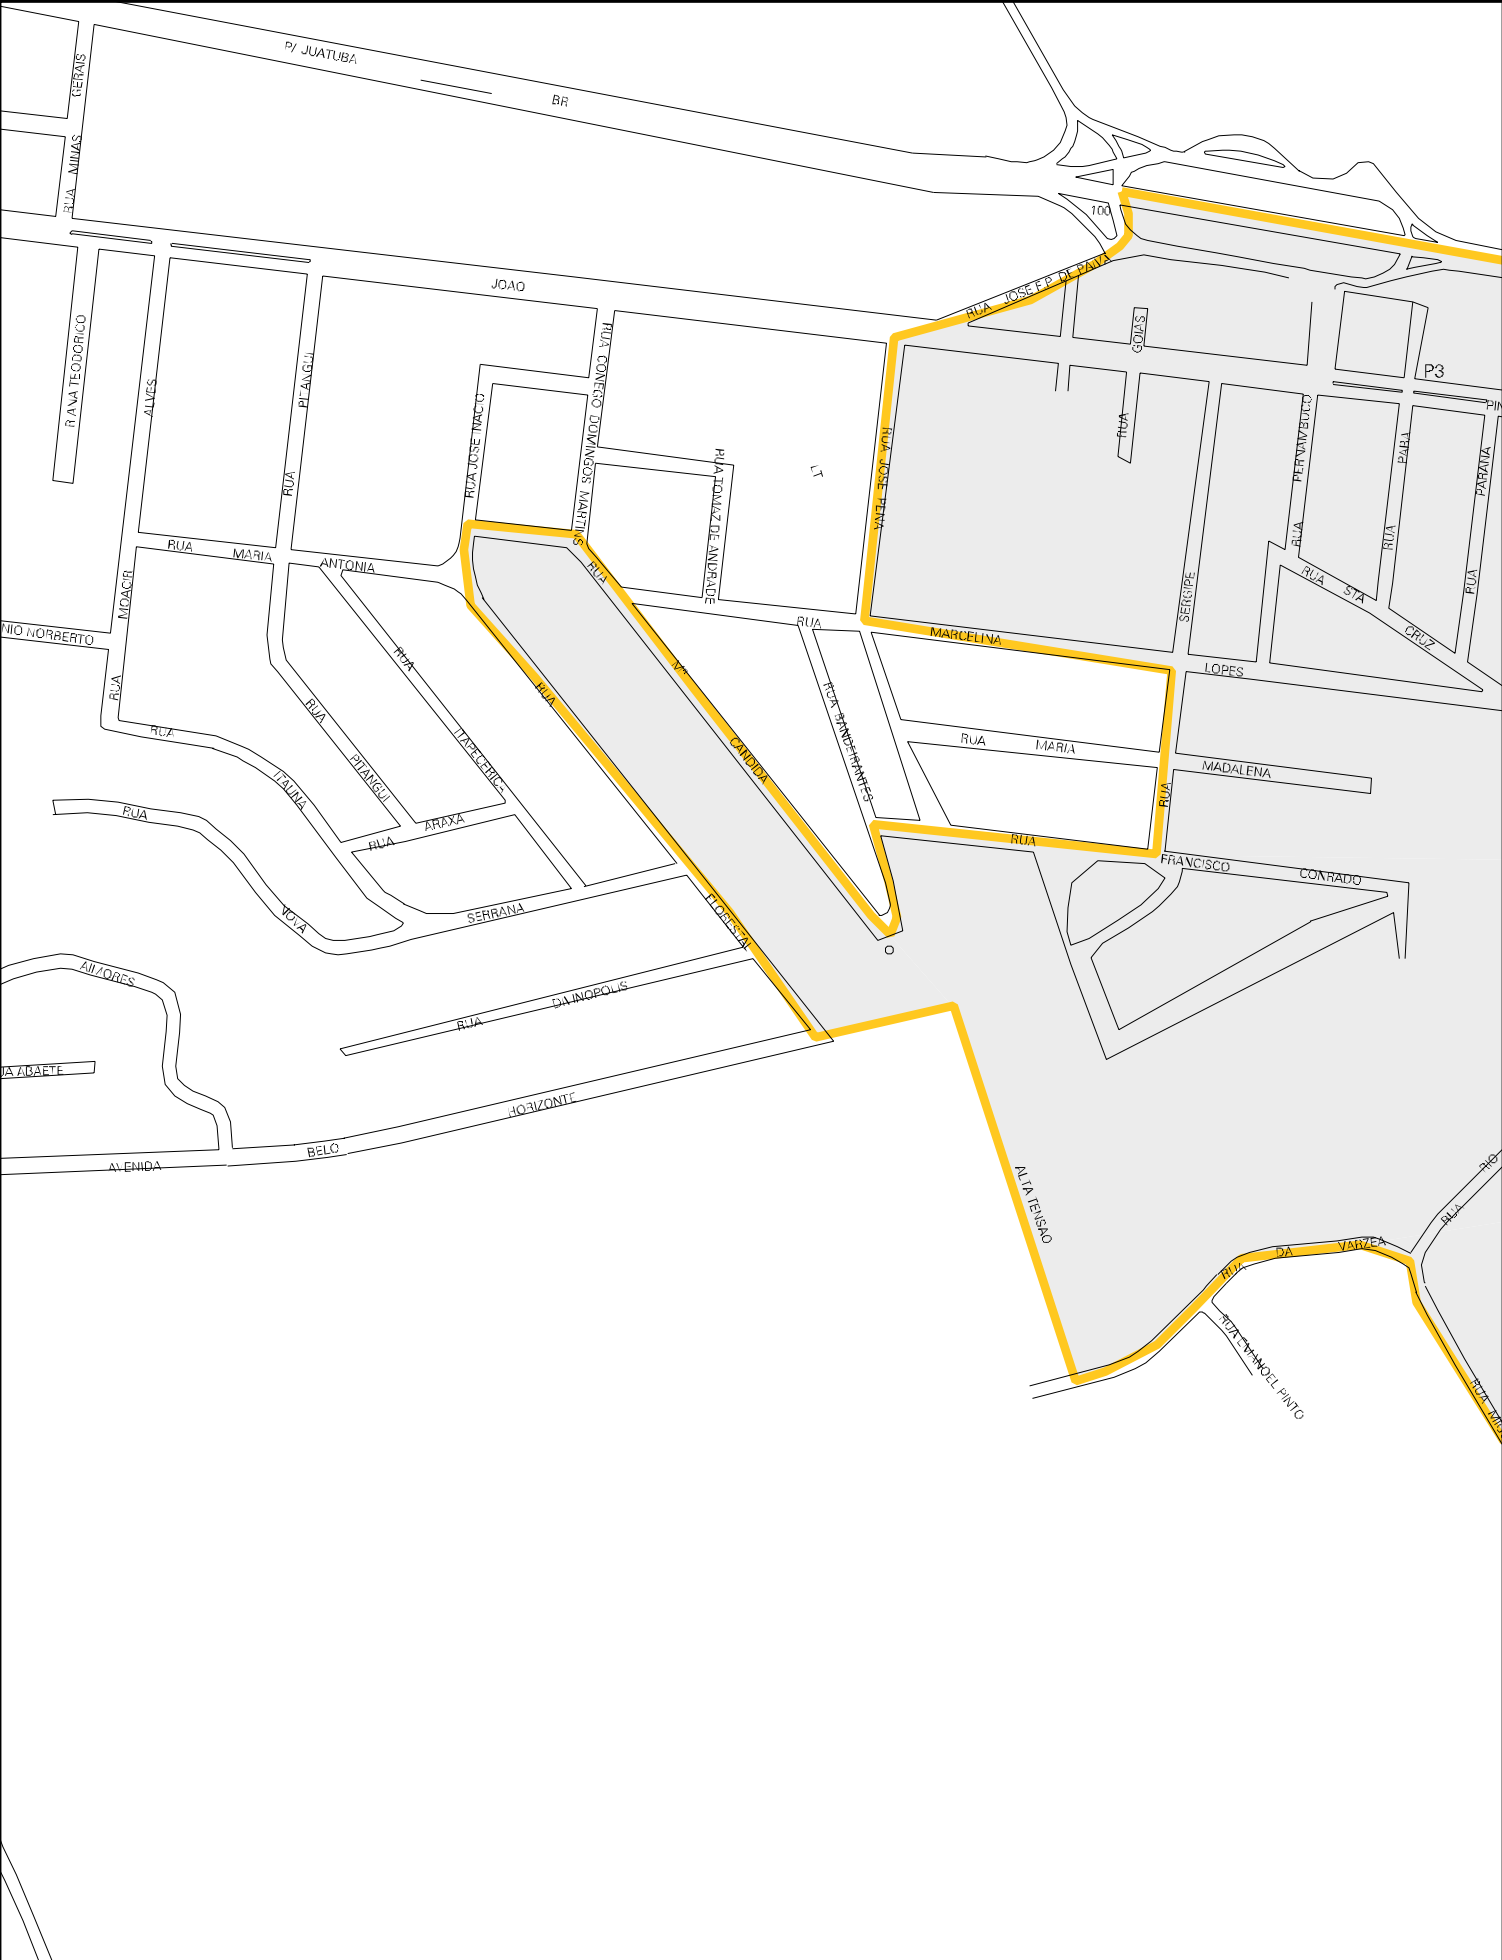 P/ JUATUBA
BR
GERAIS
MINAS
RUA
100
RUA JOSE F.P. DE PAIVA
JOAO
GOIAS
P3
R ANA TEODORICO
ALVES
PITANGUI
RUA
RUA JOSE NACIO
RUA CONEGO DOMINGOS MARTINS
RUA TOMAZ DE ANDRADE
LT
RUA JOSE PENA
RUA
PERNAMBUCO
RUA
PARA
RUA
PARANA
RUA
RUA MARIA ANTONIA
MOACIR
RUA
NIO NORBERTO
RUA STA CRUZ
SERGIPE
RUA
RUA MARCELINA LOPES
RUA Mª CANDIDA
RUA BANDEIRANTES
RUA ITAPECERICA
RUA PITANGUI
RUA ITAUNA
RUA FLORESTAL
RUA MARIA MADALENA
RUA ARAXA
RUA VOVA
RUA FRANCISCO CONRADO
SERRANA
AIMORES
RUA DIVINOPOLIS
UA ABAETE
AVENIDA BELO HORIZONTE
ALTA TENSAO
RUA RIO
RUA DA VARZEA
RUA EMANOEL PINTO
RUA